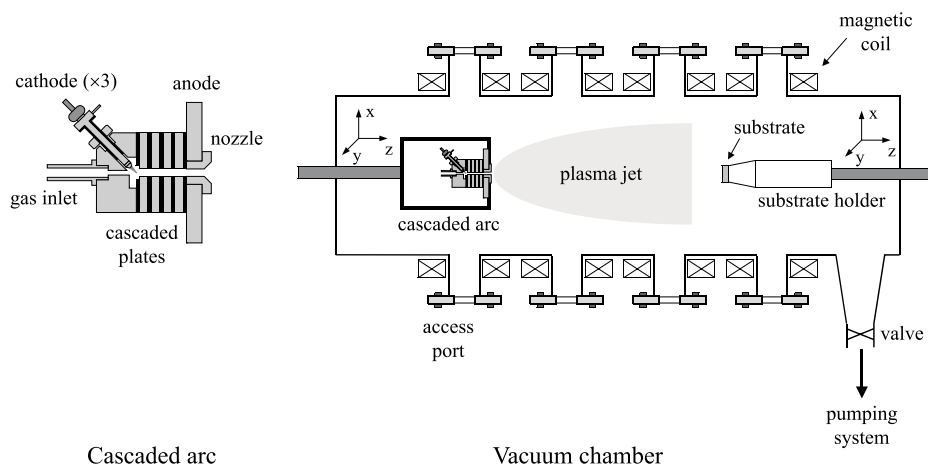 cathode (×3)
anode
nozzle
gas inlet
cascaded
plates
Cascaded arc
magnetic
coil
x
z
y
cascaded arc
plasma jet
substrate
x
z
y
substrate holder
access
port
valve
pumping
system
Vacuum chamber